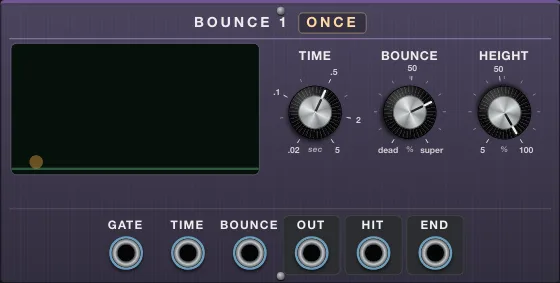 BOUNCE 1 ONCE
TIME BOUNCE HEIGHT
.5 50 50
.1
2
.02 sec 5 dead % super 5 % 100
GATE TIME BOUNCE OUT HIT END